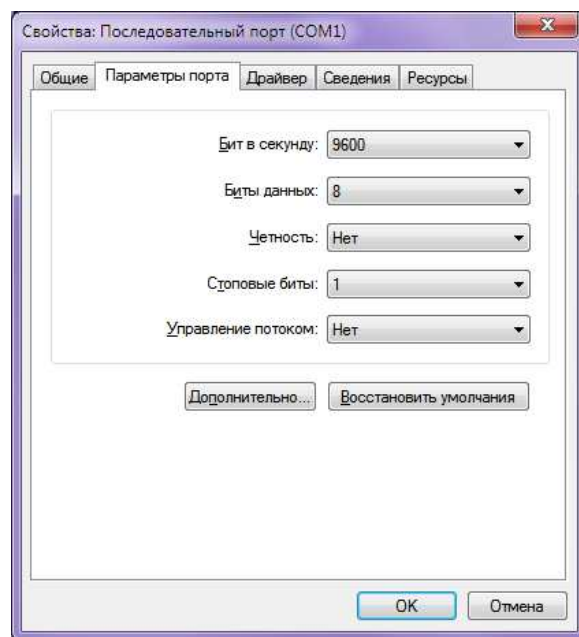 Свойства: Последовательный порт (COM1)
Общие Параметры порта Драйвер Сведения Ресурсы
Бит в секунду: 9600
Биты данных: 8
Четность: Нет
Стоповые биты: 1
Управление потоком: Нет
Дополнительно... Восстановить умолчания
OK Отмена